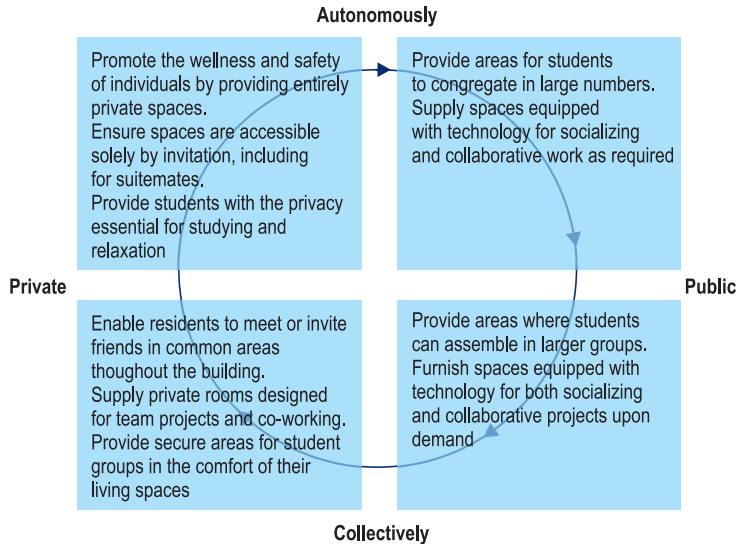 Autonomously
Promote the wellness and safety
of individuals by providing entirely
private spaces.
Ensure spaces are accessible
solely by invitation, including
for suitemates.
Provide students with the privacy
essential for studying and
relaxation
Provide areas for students
to congregate in large numbers.
Supply spaces equipped
with technology for socializing
and collaborative work as required
Private
Public
Enable residents to meet or invite
friends in common areas
thoughout the building.
Supply private rooms designed
for team projects and co-working.
Provide secure areas for student
groups in the comfort of their
living spaces
Provide areas where students
can assemble in larger groups.
Furnish spaces equipped with
technology for both socializing
and collaborative projects upon
demand
Collectively